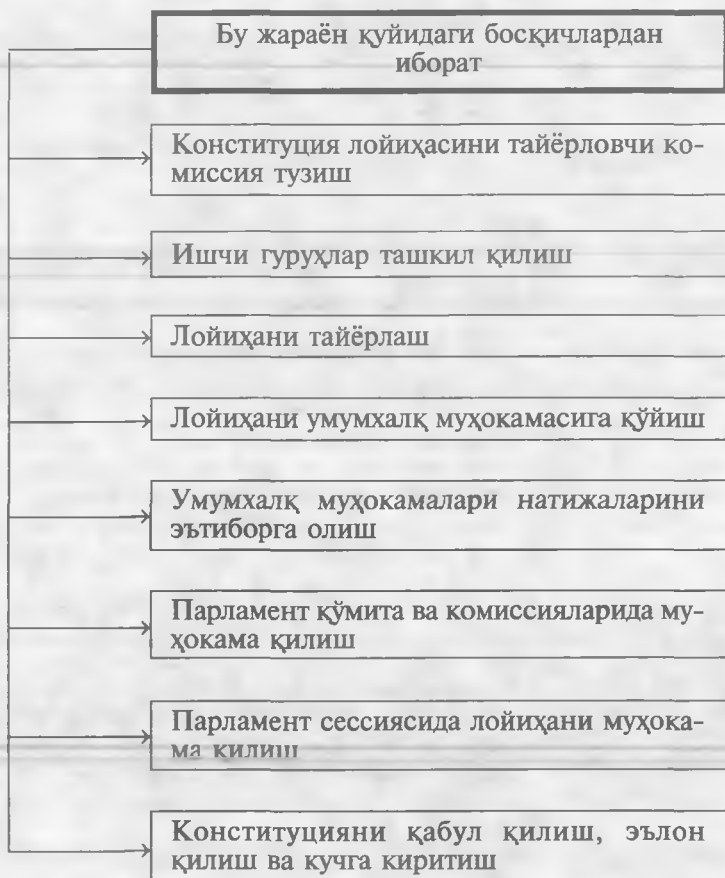 Бу жараён қуйидаги босқичлардан
иборат
Конституция лойиҳасини тайёрловчи ко-
миссия тузиш
Ишчи гуруҳлар ташкил қилиш
Лойиҳани тайёрлаш
Лойиҳани умумхалқ муҳокамасига қўйиш
Умумхалқ муҳокамалари натижаларини
эътиборга олиш
Парламент қўмита ва комиссияларида му-
ҳокама қилиш
Парламент сессиясида лойиҳани муҳока-
ма қилиш
Конституцияни қабул қилиш, эълон
қилиш ва кучга киритиш